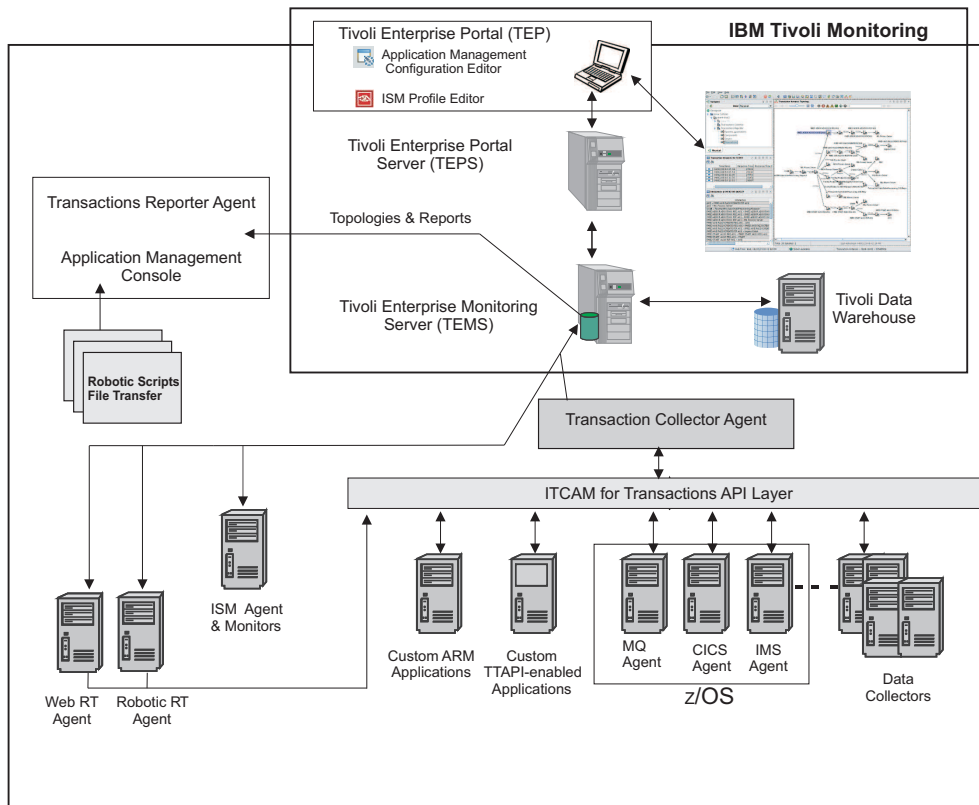 IBM Tivoli Monitoring
Tivoli Enterprise Portal (TEP)
Application Management
Configuration Editor
ISM Profile Editor
Tivoli Enterprise Portal
Server (TEPS)
Transactions Reporter Agent
Application Management
Console
Topologies & Reports
Tivoli Enterprise Monitoring
Server (TEMS)
Tivoli Data
Warehouse
Robotic Scripts
File Transfer
Transaction Collector Agent
ITCAM for Transactions API Layer
ISM Agent
& Monitors
Web RT
Agent
Robotic RT
Agent
Custom ARM
Applications
Custom
TTAPI-enabled
Applications
MQ
Agent
CICS
Agent
IMS
Agent
z/OS
Data
Collectors